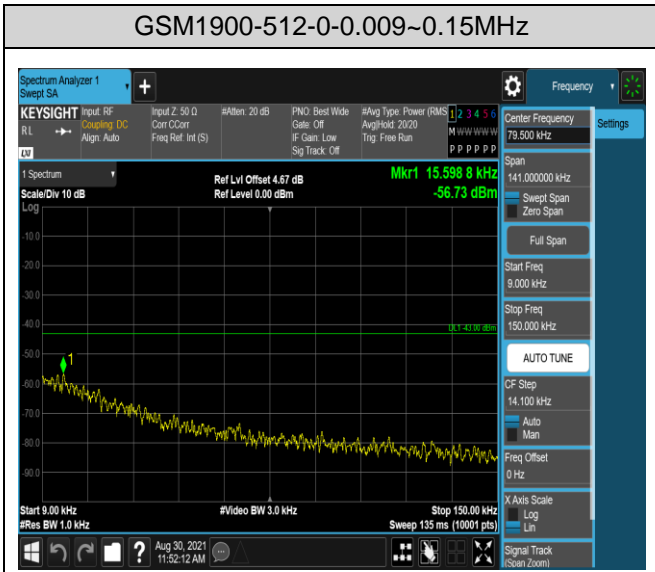 GSM1900-512-0-0.009~0.15MHz
Spectrum Analyzer 1
Swept SA
+
Frequency
KEYSIGHT
RL
LXI
Input: RF
Coupling: DC
Align: Auto
Input Z: 50 Ω
Corr CCorr
Freq Ref: Int (S)
#Atten: 20 dB
PNO: Best Wide
Gate: Off
IF Gain: Low
Sig Track: Off
#Avg Type: Power (RMS
Avg|Hold: 20/20
Trig: Free Run
1 2 3 4 5 6
M W W W W W
P P P P P P
Center Frequency
79.500 kHz
Settings
1 Spectrum
Scale/Div 10 dB
Log
Ref Lvl Offset 4.67 dB
Ref Level 0.00 dBm
Mkr1 15.598 8 kHz
-56.73 dBm
Span
141.000000 kHz
Swept Span
Zero Span
Full Span
Start Freq
9.000 kHz
Stop Freq
150.000 kHz
AUTO TUNE
CF Step
14.100 kHz
Auto
Man
Freq Offset
0 Hz
X Axis Scale
Log
Lin
Signal Track
(Span Zoom)
-10.0
-20.0
-30.0
-40.0
DL1 -43.00 dBm
-50.0
1
-60.0
-70.0
-80.0
-90.0
Start 9.00 kHz
#Res BW 1.0 kHz
#Video BW 3.0 kHz
Stop 150.00 kHz
Sweep 135 ms (10001 pts)
?
Aug 30, 2021
11:52:12 AM